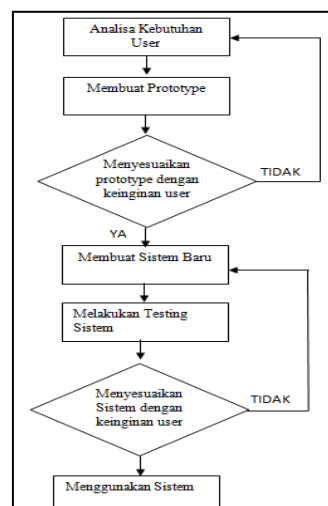 Analisa Kebutuhan
User
Membuat Prototype
Menyesuaikan
prototype dengan
keinginan user
TIDAK
YA
Membuat Sistem Baru
Melakukan Testing
Sistem
Menyesuaikan
Sistem dengan
keinginan user
TIDAK
Menggunakan Sistem